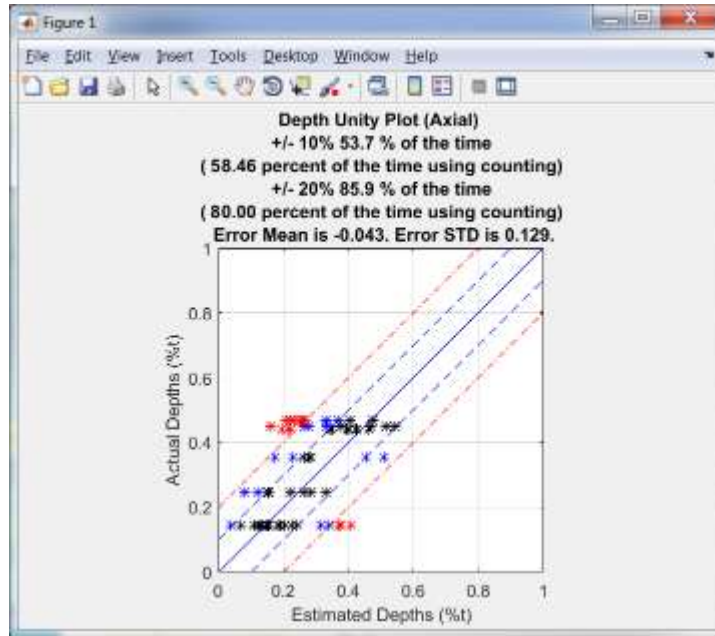 Figure 1
File Edit View Insert Tools Desktop Window Help
Depth Unity Plot (Axial)
+/- 10% 53.7 % of the time
( 58.46 percent of the time using counting)
+/- 20% 85.9 % of the time
( 80.00 percent of the time using counting)
Error Mean is -0.043. Error STD is 0.129.
1
0.8
0.6
0.4
0.2
0
Actual Depths (%t)
0 0.2 0.4 0.6 0.8 1
Estimated Depths (%t)